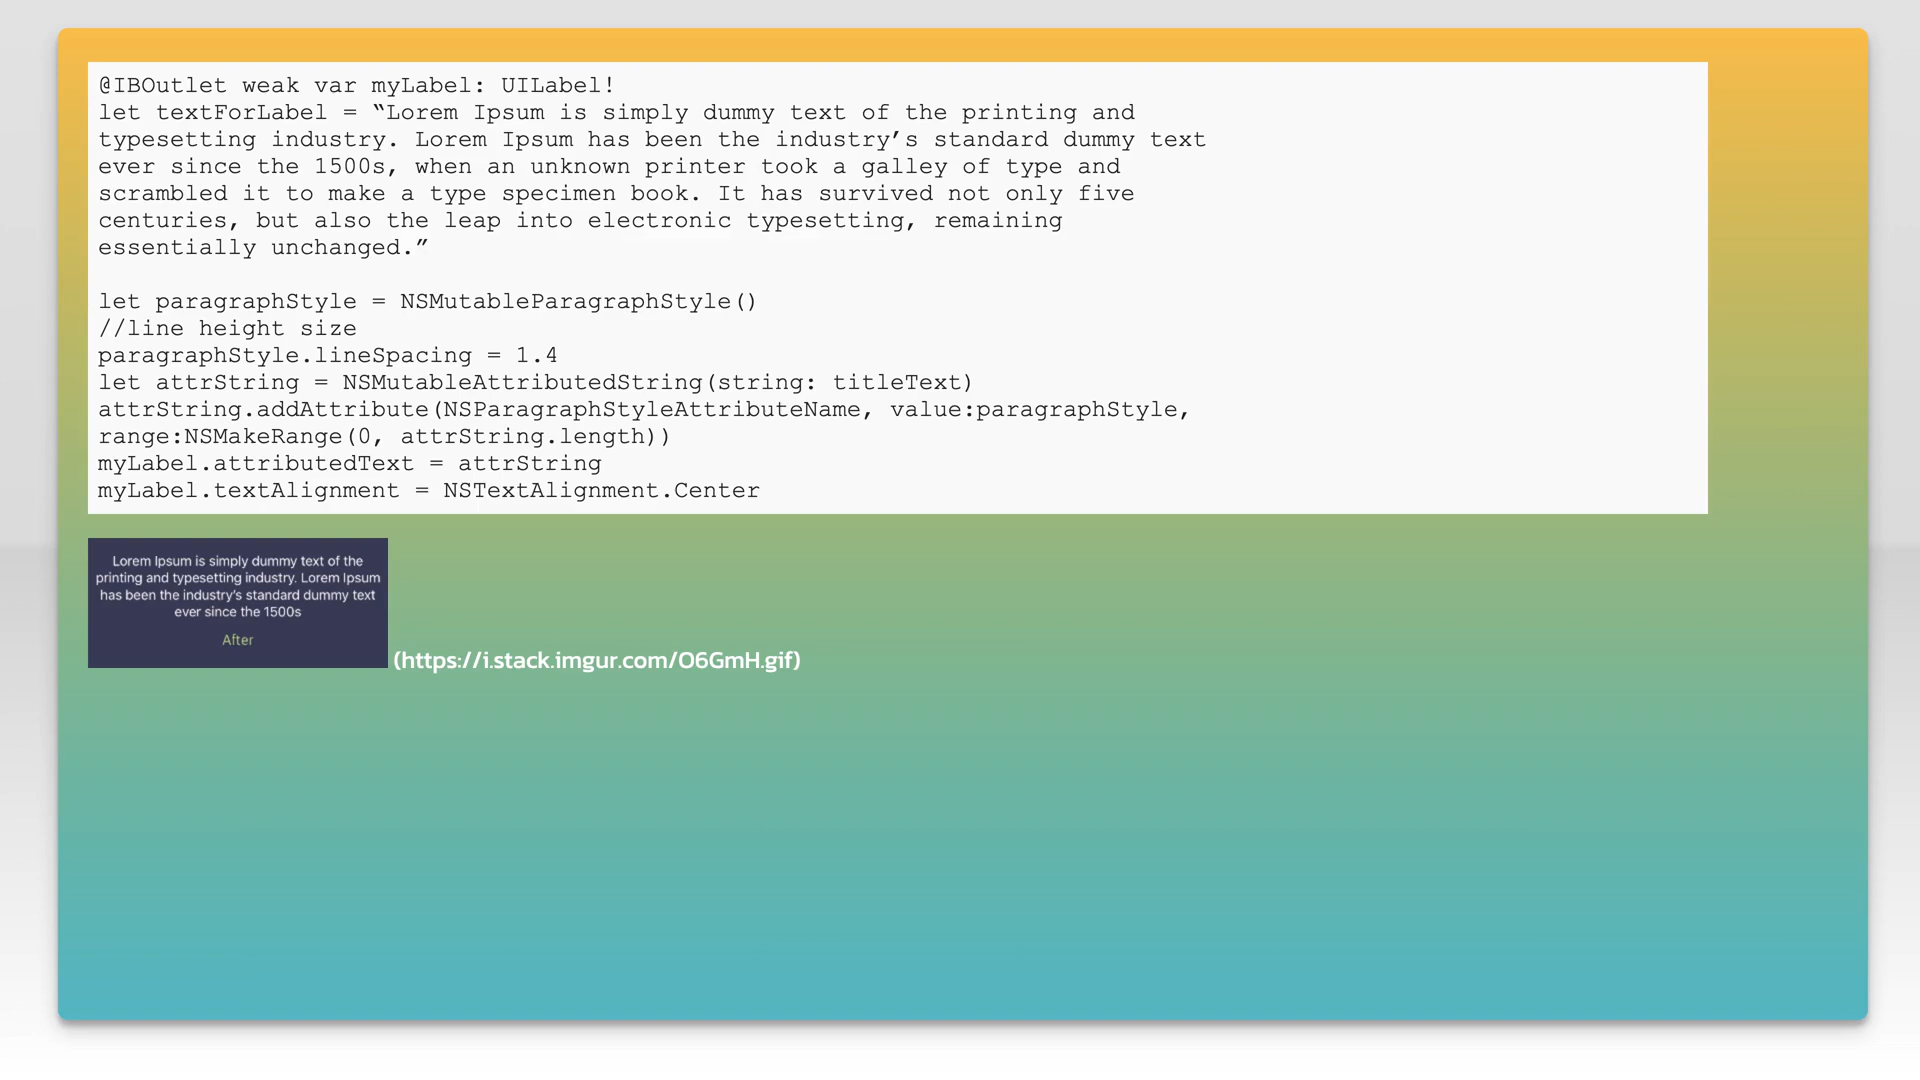 @IBOutlet weak var myLabel: UILabel!
let textForLabel = “Lorem Ipsum is simply dummy text of the printing and
typesetting industry. Lorem Ipsum has been the industry’s standard dummy text
ever since the 1500s, when an unknown printer took a galley of type and
scrambled it to make a type specimen book. It has survived not only five
centuries, but also the leap into electronic typesetting, remaining
essentially unchanged.”
let paragraphStyle = NSMutableParagraphStyle()
//line height size
paragraphStyle.lineSpacing = 1.4
let attrString = NSMutableAttributedString(string: titleText)
attrString.addAttribute(NSParagraphStyleAttributeName, value:paragraphStyle,
range:NSMakeRange(0, attrString.length))
myLabel.attributedText = attrString
myLabel.textAlignment = NSTextAlignment.Center
Lorem Ipsum is simply dummy text of the
printing and typesetting industry. Lorem Ipsum
has been the industry’s standard dummy text
ever since the 1500s
After
(https://i.stack.imgur.com/O6GmH.gif)